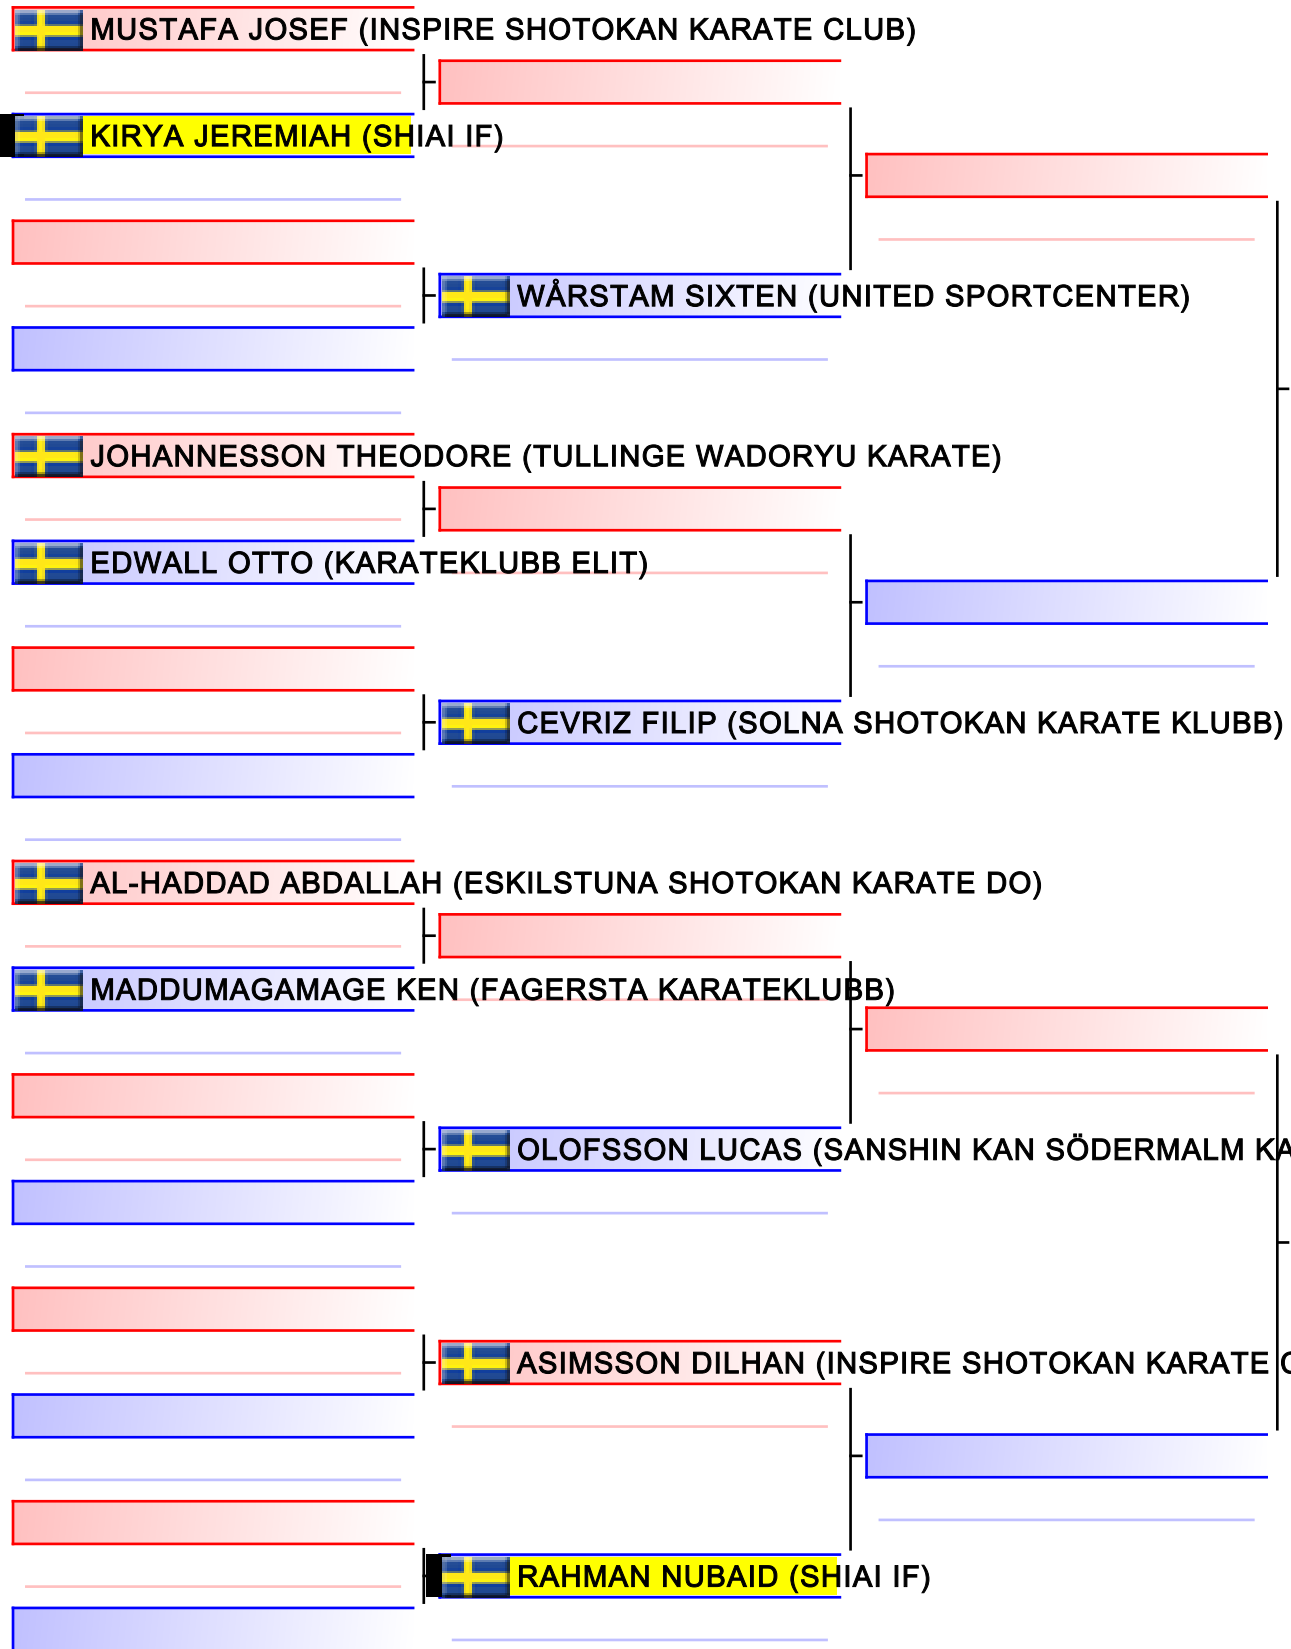 MUSTAFA JOSEF (INSPIRE SHOTOKAN KARATE CLUB)
KIRYA JEREMIAH (SHIAI IF)
WÅRSTAM SIXTEN (UNITED SPORTCENTER)
JOHANNESSON THEODORE (TULLINGE WADORYU KARATE)
EDWALL OTTO (KARATEKLUBB ELIT)
CEVRIZ FILIP (SOLNA SHOTOKAN KARATE KLUBB)
AL-HADDAD ABDALLAH (ESKILSTUNA SHOTOKAN KARATE DO)
MADDUMAGAMAGE KEN (FAGERSTA KARATEKLUBB)
OLOFSSON LUCAS (SANSHIN KAN SÖDERMALM
ASIMSSON DILHAN (INSPIRE SHOTOKAN KARATE
RAHMAN NUBAID (SHIAI IF)